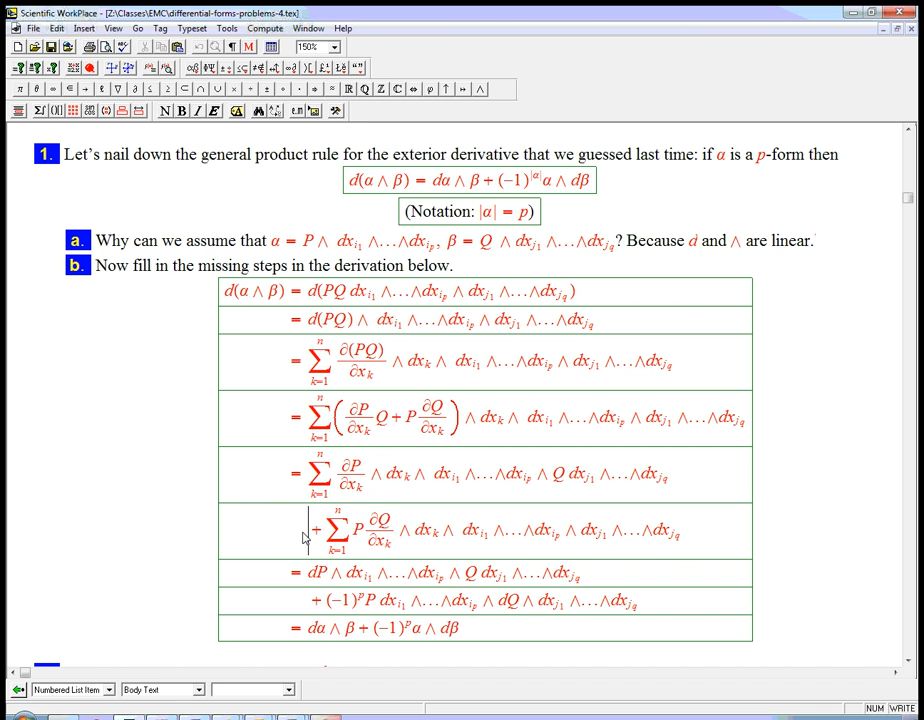 Scientific WorkPlace - [Z:\Classes\EMC\differential-forms-problems-4.tex]
File Edit Insert View Go Tag Typeset Tools Compute Window Help
150%
N B I E
1. Let's nail down the general product rule for the exterior derivative that we guessed last time: if α is a p-form then
d(α ∧ β) = dα ∧ β + (−1)^|α| α ∧ dβ
(Notation: |α| = p)
a. Why can we assume that α = P ∧ dx_{i_1} ∧…∧dx_{i_p}, β = Q ∧ dx_{j_1} ∧…∧dx_{j_q}? Because d and ∧ are linear.
b. Now fill in the missing steps in the derivation below.
d(α ∧ β) = d(PQ dx_{i_1} ∧…∧dx_{i_p} ∧ dx_{j_1} ∧…∧dx_{j_q})
= d(PQ) ∧ dx_{i_1} ∧…∧dx_{i_p} ∧ dx_{j_1} ∧…∧dx_{j_q}
= ∑_{k=1}^{n} ∂(PQ)/∂x_k ∧ dx_k ∧ dx_{i_1} ∧…∧dx_{i_p} ∧ dx_{j_1} ∧…∧dx_{j_q}
= ∑_{k=1}^{n} (∂P/∂x_k Q + P ∂Q/∂x_k) ∧ dx_k ∧ dx_{i_1} ∧…∧dx_{i_p} ∧ dx_{j_1} ∧…∧dx_{j_q}
= ∑_{k=1}^{n} ∂P/∂x_k ∧ dx_k ∧ dx_{i_1} ∧…∧dx_{i_p} ∧ Q dx_{j_1} ∧…∧dx_{j_q}
+ ∑_{k=1}^{n} P ∂Q/∂x_k ∧ dx_k ∧ dx_{i_1} ∧…∧dx_{i_p} ∧ dx_{j_1} ∧…∧dx_{j_q}
= dP ∧ dx_{i_1} ∧…∧dx_{i_p} ∧ Q dx_{j_1} ∧…∧dx_{j_q}
+ (−1)^p P dx_{i_1} ∧…∧dx_{i_p} ∧ dQ ∧ dx_{j_1} ∧…∧dx_{j_q}
= dα ∧ β + (−1)^p α ∧ dβ
Numbered List Item Body Text
NUM WRITE